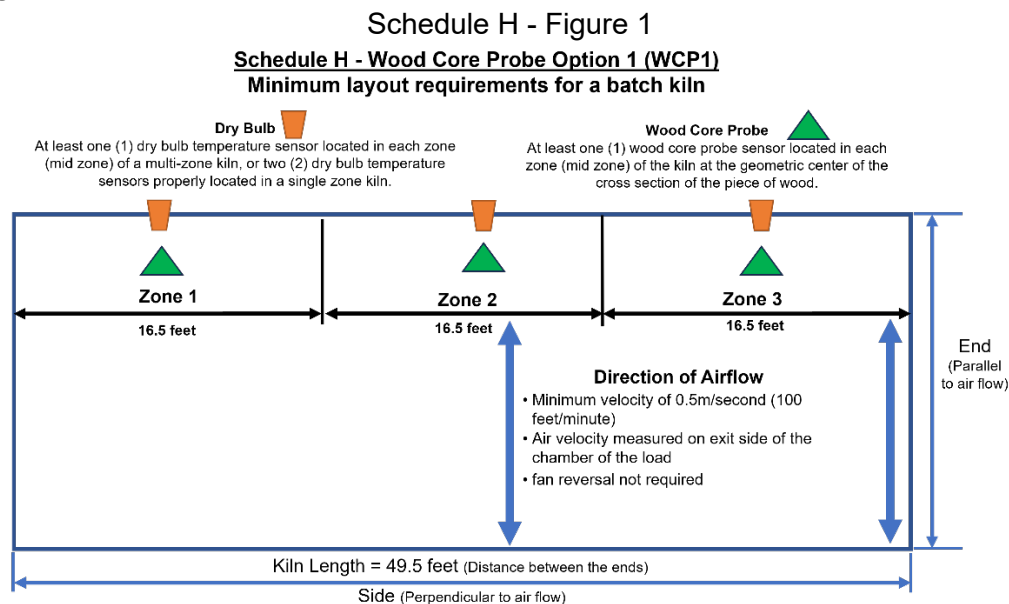 Schedule H - Figure 1
Schedule H - Wood Core Probe Option 1 (WCP1)
Minimum layout requirements for a batch kiln
Dry Bulb
At least one (1) dry bulb temperature sensor located in each zone
(mid zone) of a multi-zone kiln, or two (2) dry bulb temperature
sensors properly located in a single zone kiln.
Wood Core Probe
At least one (1) wood core probe sensor located in each
zone (mid zone) of the kiln at the geometric center of the
cross section of the piece of wood.
Zone 1
16.5 feet
Zone 2
16.5 feet
Zone 3
16.5 feet
Direction of Airflow
• Minimum velocity of 0.5m/second (100
feet/minute)
• Air velocity measured on exit side of the
chamber of the load
• fan reversal not required
End
(Parallel
to air flow)
Kiln Length = 49.5 feet (Distance between the ends)
Side (Perpendicular to air flow)